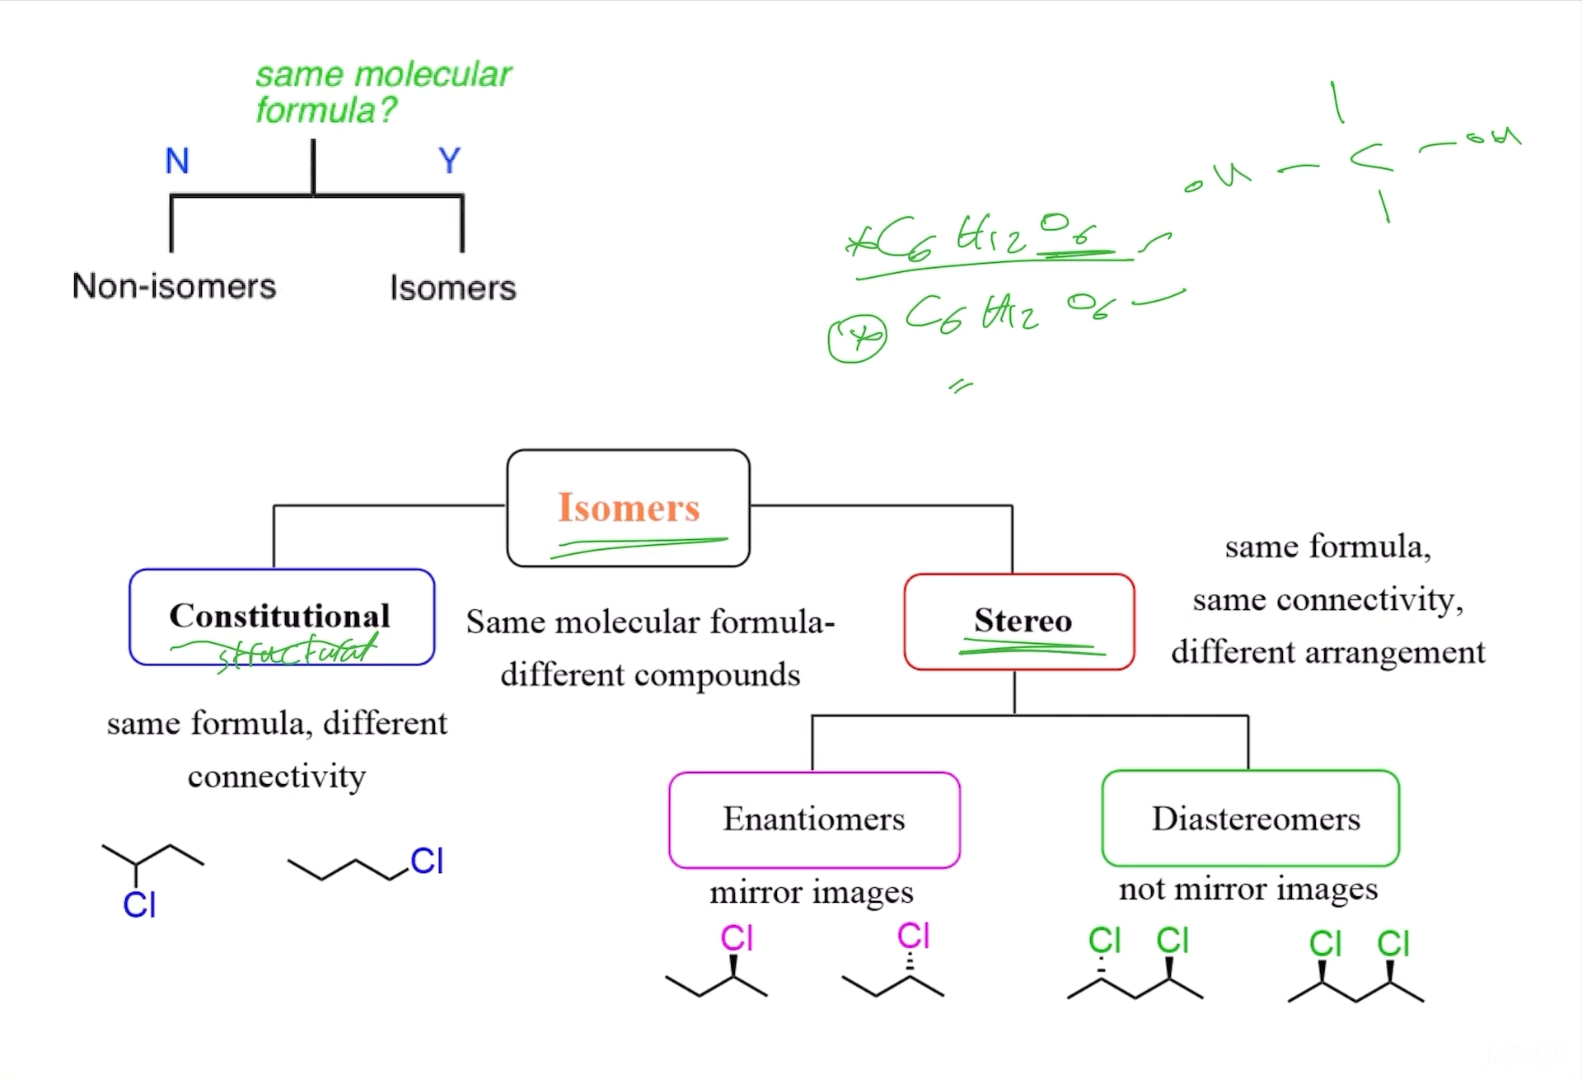 same molecular
formula?
N
Y
Non-isomers
Isomers
OH - C - OH
*C6 H12 O6
* C6 H12 O6
Isomers
Constitutional
structural
same formula, different
connectivity
Same molecular formula-
different compounds
Stereo
same formula,
same connectivity,
different arrangement
Enantiomers
mirror images
Diastereomers
not mirror images
Cl
Cl
Cl
Cl
Cl
Cl
Cl
Cl